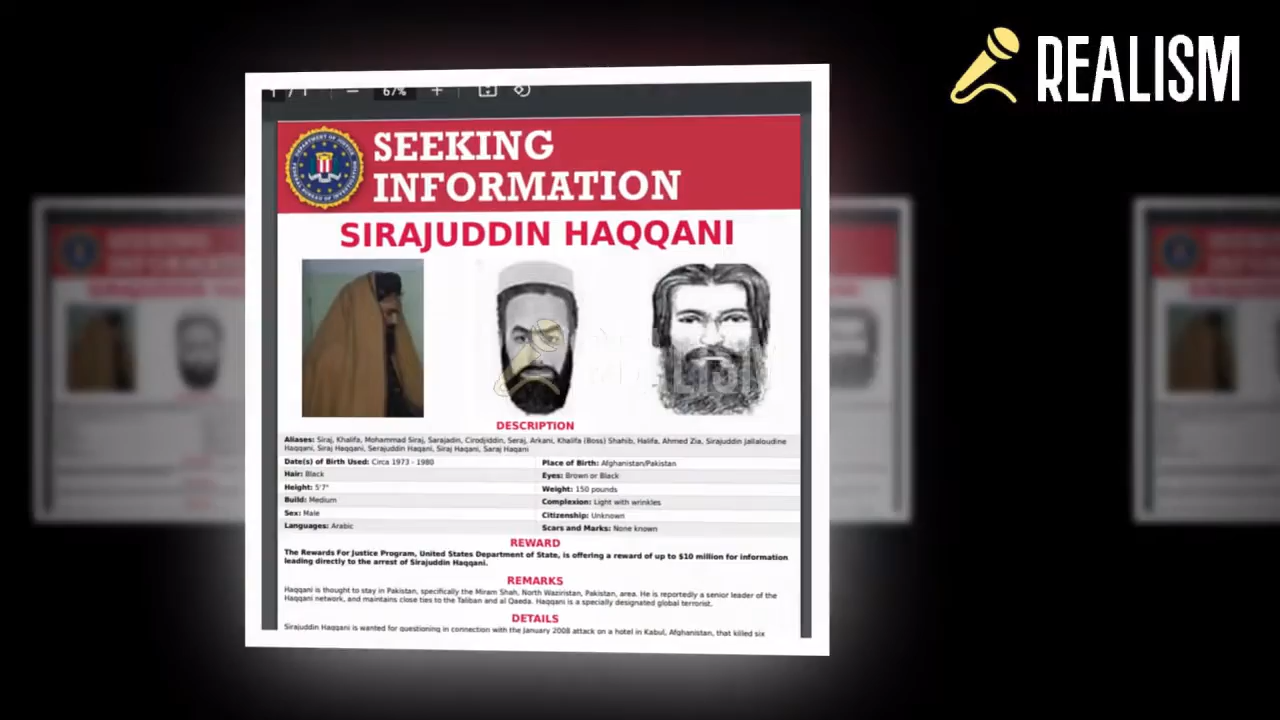 REALISM
67%
SEEKING
INFORMATION
SIRAJUDDIN HAQQANI
DESCRIPTION
Aliases: Siraj, Khalifa, Mohammad Siraj, Sarajadin, Cirodjiddin, Seraj, Arkani, Khalifa (Boss) Shahib, Halifa, Ahmed Zia, Sirajuddin Jallaloudine
Haqqani, Siraj Haqqani, Serajuddin Haqani, Siraj Haqani, Saraj Haqani
Date(s) of Birth Used: Circa 1973 - 1980
Place of Birth: Afghanistan/Pakistan
Hair: Black
Eyes: Brown or Black
Height: 5'7"
Weight: 150 pounds
Build: Medium
Complexion: Light with wrinkles
Sex: Male
Citizenship: Unknown
Languages: Arabic
Scars and Marks: None known
REWARD
The Rewards For Justice Program, United States Department of State, is offering a reward of up to $10 million for information
leading directly to the arrest of Sirajuddin Haqqani.
REMARKS
Haqqani is thought to stay in Pakistan, specifically the Miram Shah, North Waziristan, Pakistan, area. He is reportedly a senior leader of the
Haqqani network, and maintains close ties to the Taliban and al Qaeda. Haqqani is a specially designated global terrorist.
DETAILS
Sirajuddin Haqqani is wanted for questioning in connection with the January 2008 attack on a hotel in Kabul, Afghanistan, that killed six